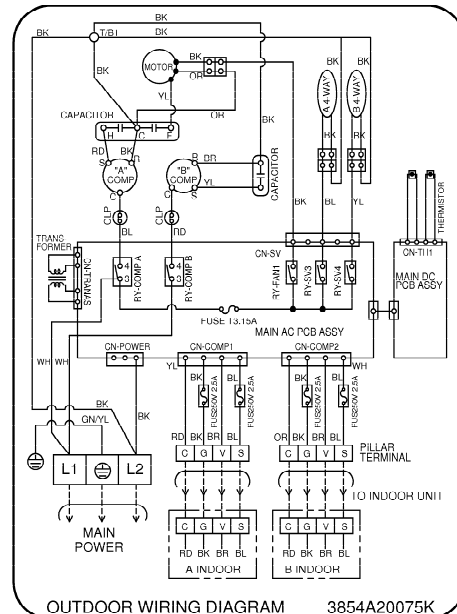 BK
BK T/B1 BK
MOTOR
BK
OR
YL
OR
BK
CAPACITOR
H C F
RD BK
S R
"A" COMP
C
"B" COMP
R BR
S YL
C
BK
CAPACITOR
A 4-WAY
B 4-WAY
BK
BK
CLP
BL
CLP
RD
BK
BL
YL
THERMISTOR
TRANS FORMER
CN-TRANAS
RY-COMP A
RY-COMP B
CN-SV
RY-FAN1
RY-SV3
RY-SV4
CN-TH1
MAIN DC PCB ASSY
FUSE 13.15A
MAIN AC PCB ASSY
CN-POWER
CN-COMP1
CN-COMP2
WH WH
YL BK BL
BK BL WH
FUS250V 2.5A
FUS250V 2.5A
FUS250V 2.5A
FUS250V 2.5A
BK
GN/YL
BK
RD BK BR BL
OR BK BR BL
L1 L2
C G V S
C G V S
PILLAR TERMINAL
TO INDOOR UNIT
MAIN POWER
C G V S
C G V S
RD BK BR BL
RD BK BR BL
A INDOOR
B INDOOR
OUTDOOR WIRING DIAGRAM 3854A20075K